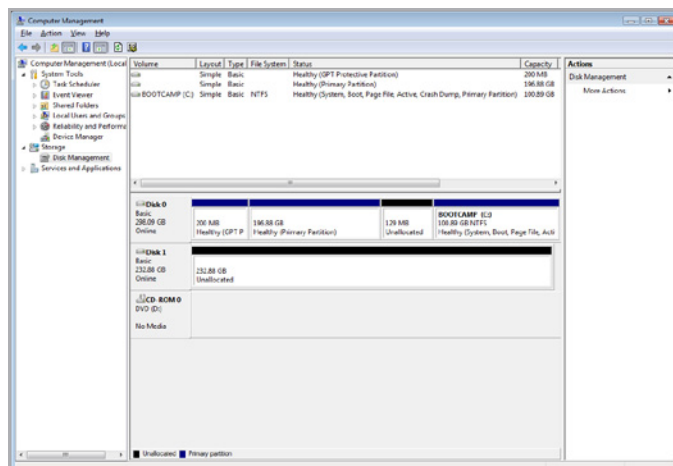 Computer Management
File Action View Help
Computer Management (Local
System Tools
Task Scheduler
Event Viewer
Shared Folders
Local Users and Groups
Reliability and Performa
Device Manager
Storage
Disk Management
Services and Applications
Volume Layout Type File System Status Capacity
Simple Basic Healthy (GPT Protective Partition) 200 MB
Simple Basic Healthy (Primary Partition) 196.88 GB
BOOTCAMP (C:) Simple Basic NTFS Healthy (System, Boot, Page File, Active, Crash Dump, Primary Partition) 100.89 GB
Disk 0
Basic
298.09 GB
Online
200 MB
Healthy (GPT P
196.88 GB
Healthy (Primary Partition)
129 MB
Unallocated
BOOTCAMP (C:)
100.89 GB NTFS
Healthy (System, Boot, Page File, Acti
Disk 1
Basic
232.88 GB
Online
232.88 GB
Unallocated
CD-ROM 0
DVD (D:)
No Media
Unallocated Primary partition
Actions
Disk Management
More Actions